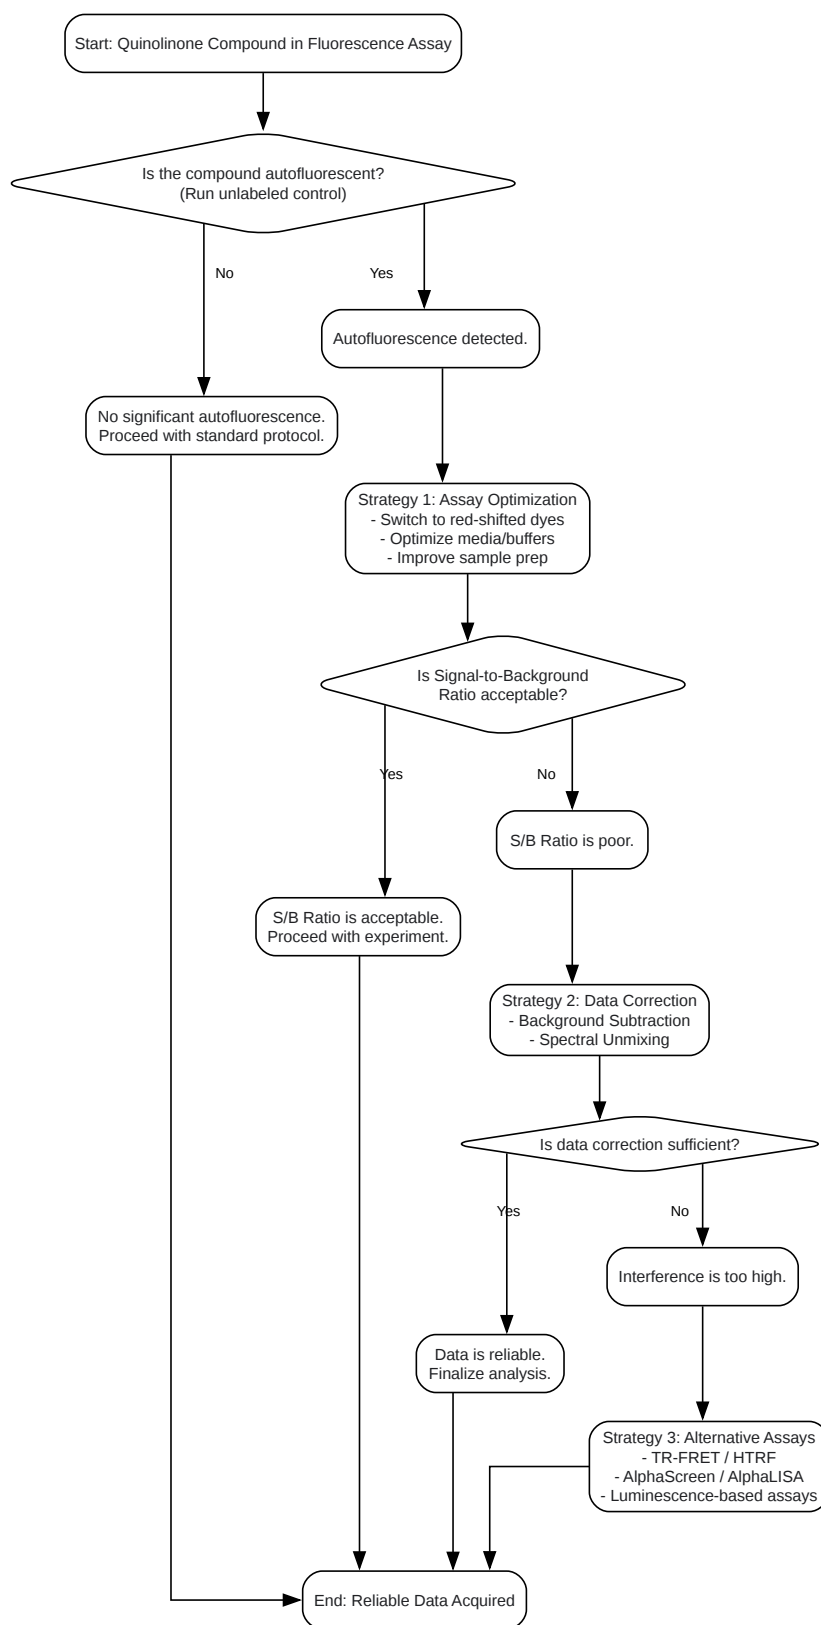 Start: Quinolinone Compound in Fluorescence Assay
Is the compound autofluorescent?
(Run unlabeled control)
No
Yes
Autofluorescence detected.
No significant autofluorescence.
Proceed with standard protocol.
Strategy 1: Assay Optimization
- Switch to red-shifted dyes
- Optimize media/buffers
- Improve sample prep
Is Signal-to-Background
Ratio acceptable?
Yes
No
S/B Ratio is poor.
S/B Ratio is acceptable.
Proceed with experiment.
Strategy 2: Data Correction
- Background Subtraction
- Spectral Unmixing
Is data correction sufficient?
Yes
No
Interference is too high.
Data is reliable.
Finalize analysis.
Strategy 3: Alternative Assays
- TR-FRET / HTRF
- AlphaScreen / AlphaLISA
- Luminescence-based assays
End: Reliable Data Acquired